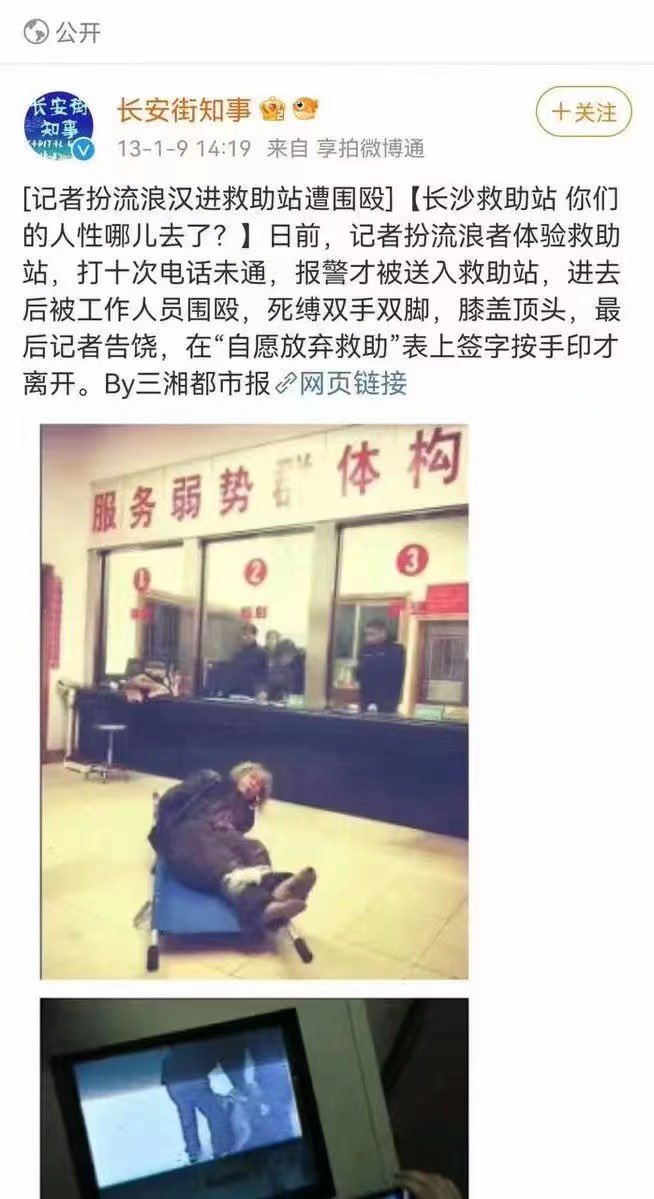 公开
长安街知事
长安街
知事
CAPITAL
V
+关注
13-1-9 14:19 来自 享拍微博通
[记者扮流浪汉进救助站遭围殴]【长沙救助站 你们
的人性哪儿去了？】日前，记者扮流浪者体验救助
站，打十次电话未通，报警才被送入救助站，进去
后被工作人员围殴，死缚双手双脚，膝盖顶头，最
后记者告饶，在“自愿放弃救助”表上签字按手印才
离开。By三湘都市报 网页链接
服务弱势群体 构
1 2 3